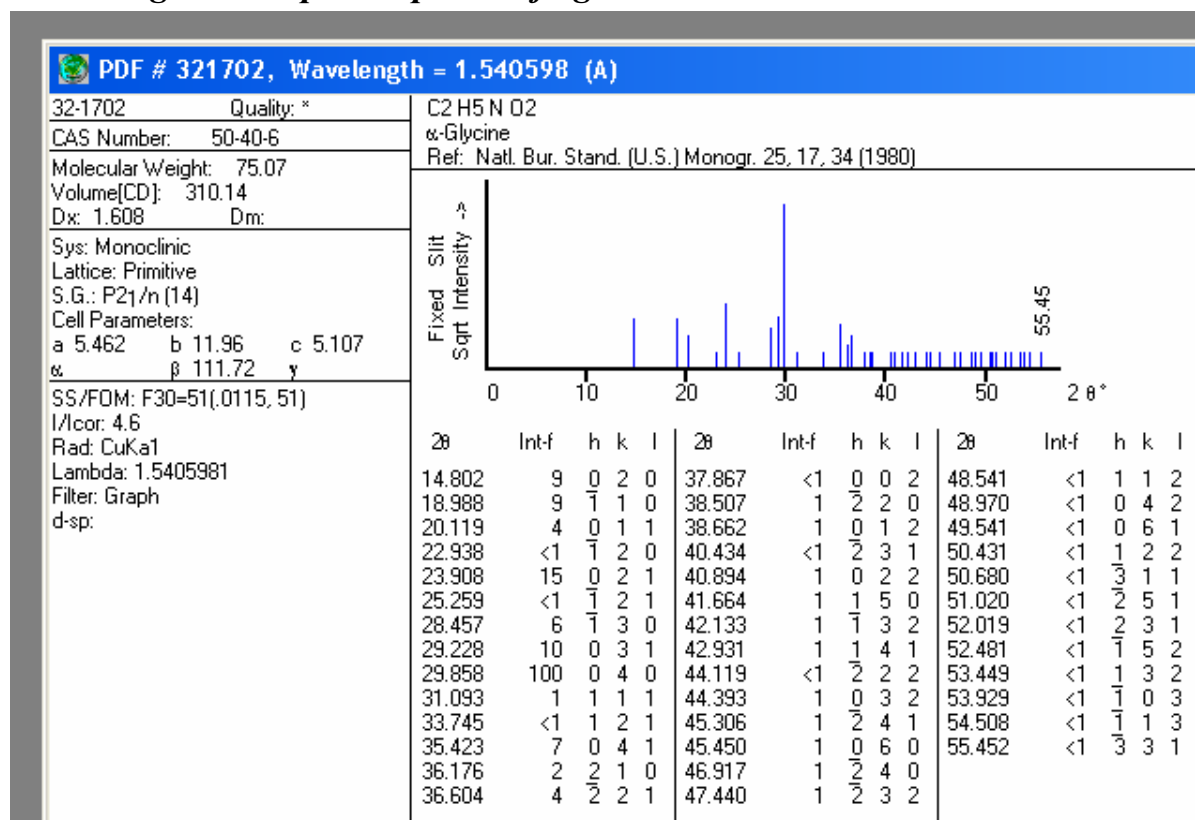 PDF # 321702, Wavelength = 1.540598 (A)
32-1702 Quality: *
CAS Number: 50-40-6
Molecular Weight: 75.07
Volume[CD]: 310.14
Dx: 1.608 Dm:
Sys: Monoclinic
Lattice: Primitive
S.G.: P21/n (14)
Cell Parameters:
a 5.462 b 11.96 c 5.107
α β 111.72 γ
SS/FOM: F30=51(.0115, 51)
I/Icor: 4.6
Rad: CuKa1
Lambda: 1.5405981
Filter: Graph
d-sp:
C2 H5 N O2
α-Glycine
Ref: Natl. Bur. Stand. (U.S.) Monogr. 25, 17, 34 (1980)
Fixed Slit
Sqrt Intensity ->
55.45
0 10 20 30 40 50 2 θ °
2θ Int-f h k l 2θ Int-f h k l 2θ Int-f h k l
14.802 9 0 2 0 37.867 <1 0 0 2 48.541 <1 1 1 2
18.988 9 1̅ 1 0 38.507 1 2̅ 2 0 48.970 <1 0 4 2
20.119 4 0 1 1 38.662 1 0 1 2 49.541 <1 0 6 1
22.938 <1 1̅ 2 0 40.434 <1 2̅ 3 1 50.431 <1 1 2 2
23.908 15 0 2 1 40.894 1 0 2 2 50.680 <1 3̅ 1 1
25.259 <1 1̅ 2 1 41.664 1 1 5 0 51.020 <1 2̅ 5 1
28.457 6 1̅ 3 0 42.133 1 1̅ 3 2 52.019 <1 2 3 1
29.228 10 0 3 1 42.931 1 1 4 1 52.481 <1 1̅ 5 2
29.858 100 0 4 0 44.119 <1 2̅ 2 2 53.449 <1 1 3 2
31.093 1 1 1 1 44.393 1 0 3 2 53.929 <1 1̅ 0 3
33.745 <1 1 2 1 45.306 1 2̅ 4 1 54.508 <1 1̅ 1 3
35.423 7 0 4 1 45.450 1 0 6 0 55.452 <1 3̅ 3 1
36.176 2 2 1 0 46.917 1 2̅ 4 0
36.604 4 2̅ 2 1 47.440 1 2̅ 3 2